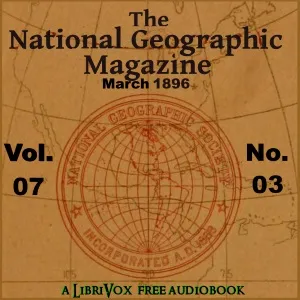 The
National Geographic
Magazine
March 1896
Vol.
07
No.
03
NATIONAL GEOGRAPHIC SOCIETY
INCORPORATED A.D. 1888
a LibriVox free audiobook